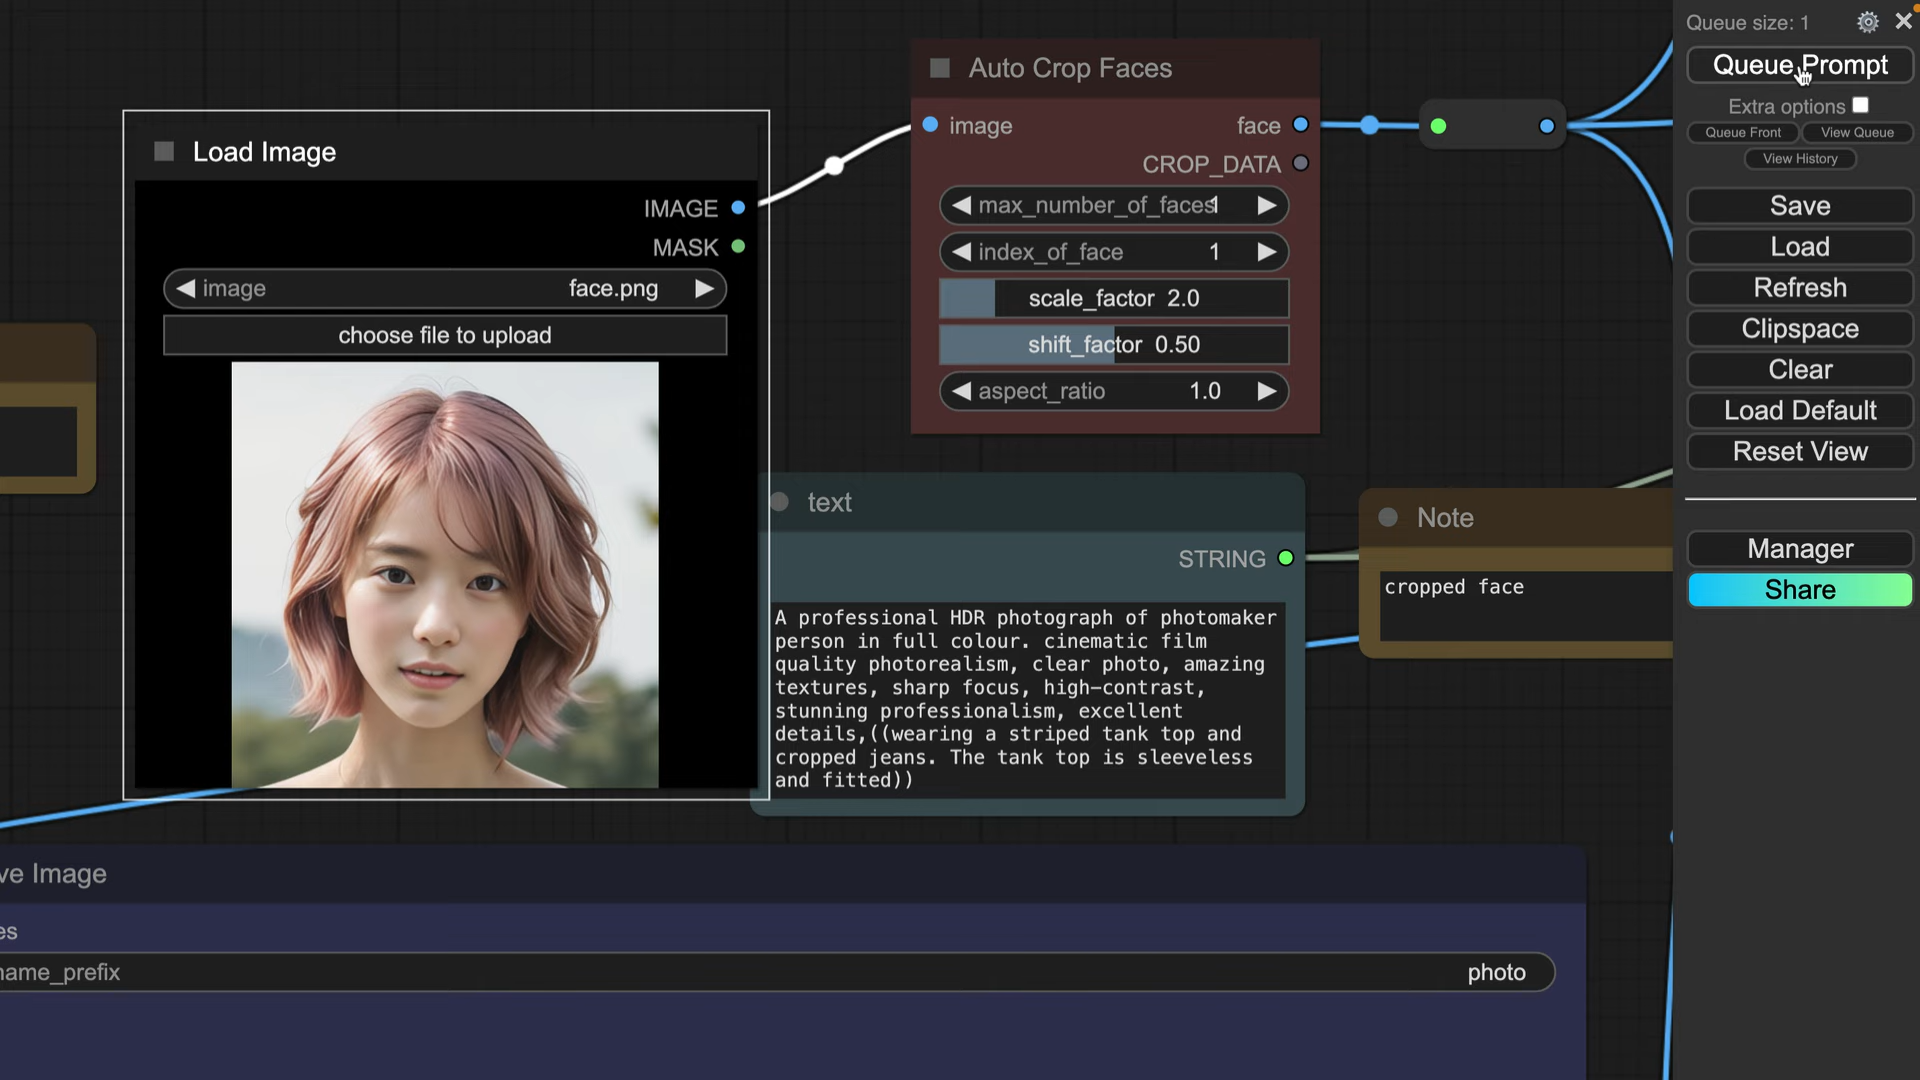 Queue size: 1
Queue Prompt
Extra options
Queue Front
View Queue
View History
Save
Load
Refresh
Clipspace
Clear
Load Default
Reset View
Manager
Share
Load Image
IMAGE
MASK
image face.png
choose file to upload
Auto Crop Faces
image face
CROP_DATA
max_number_of_faces 1
index_of_face 1
scale_factor 2.0
shift_factor 0.50
aspect_ratio 1.0
text
STRING
A professional HDR photograph of photomaker
person in full colour. cinematic film
quality photorealism, clear photo, amazing
textures, sharp focus, high-contrast,
stunning professionalism, excellent
details,((wearing a striped tank top and
cropped jeans. The tank top is sleeveless
and fitted))
Note
cropped face
ve Image
es
name_prefix photo